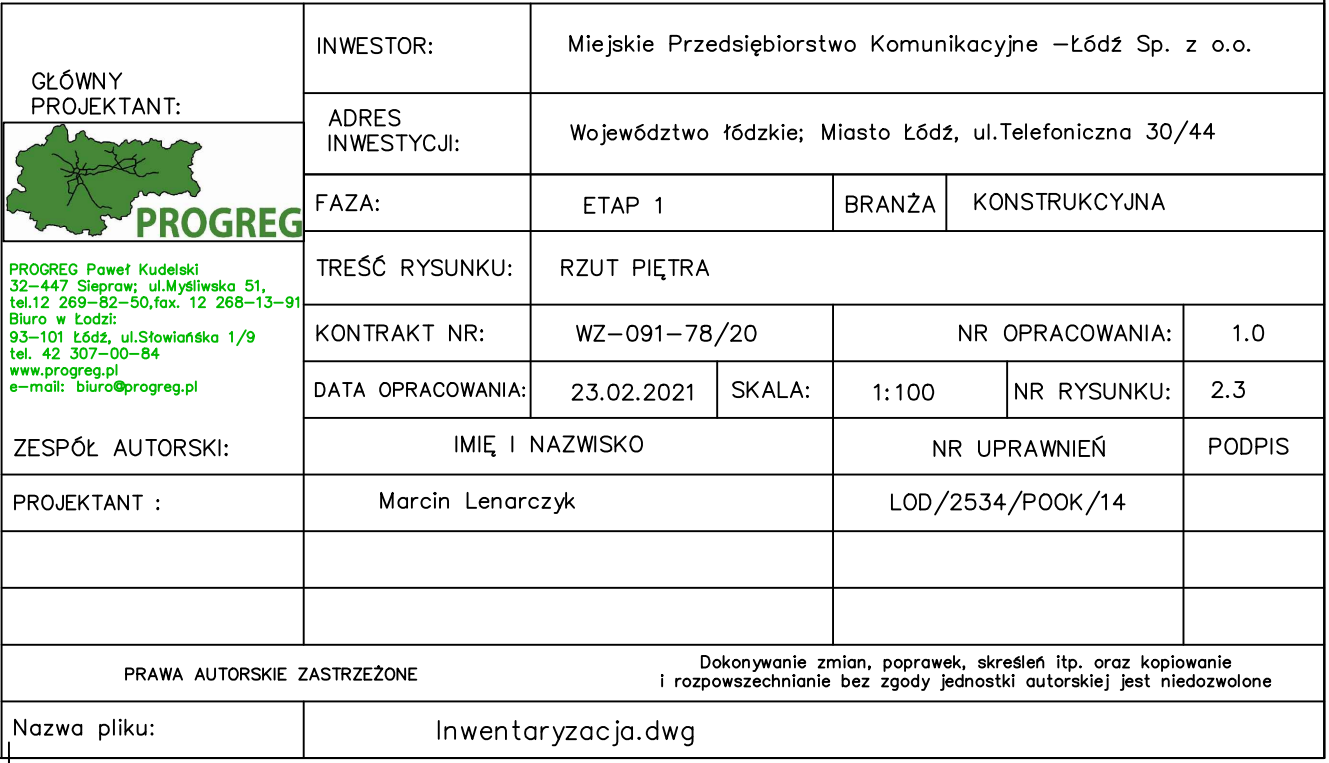 GŁÓWNY
PROJEKTANT:
PROGREG
PROGREG Paweł Kudelski
32-447 Siepraw; ul.Myśliwska 51,
tel.12 269-82-50,fax. 12 268-13-91
Biuro w Łodzi:
93-101 Łódź, ul.Słowiańśka 1/9
tel. 42 307-00-84
www.progreg.pl
e-mail: biuro@progreg.pl
INWESTOR: Miejskie Przedsiębiorstwo Komunikacyjne -Łódź Sp. z o.o.
ADRES
INWESTYCJI: Województwo łódzkie; Miasto Łódź, ul.Telefoniczna 30/44
FAZA: ETAP 1 BRANŻA KONSTRUKCYJNA
TREŚĆ RYSUNKU: RZUT PIĘTRA
KONTRAKT NR: WZ-091-78/20 NR OPRACOWANIA: 1.0
DATA OPRACOWANIA: 23.02.2021 SKALA: 1:100 NR RYSUNKU: 2.3
ZESPÓŁ AUTORSKI: IMIĘ I NAZWISKO NR UPRAWNIEŃ PODPIS
PROJEKTANT : Marcin Lenarczyk LOD/2534/POOK/14
PRAWA AUTORSKIE ZASTRZEŻONE
Dokonywanie zmian, poprawek, skreśleń itp. oraz kopiowanie
i rozpowszechnianie bez zgody jednostki autorskiej jest niedozwolone
Nazwa pliku: Inwentaryzacja.dwg